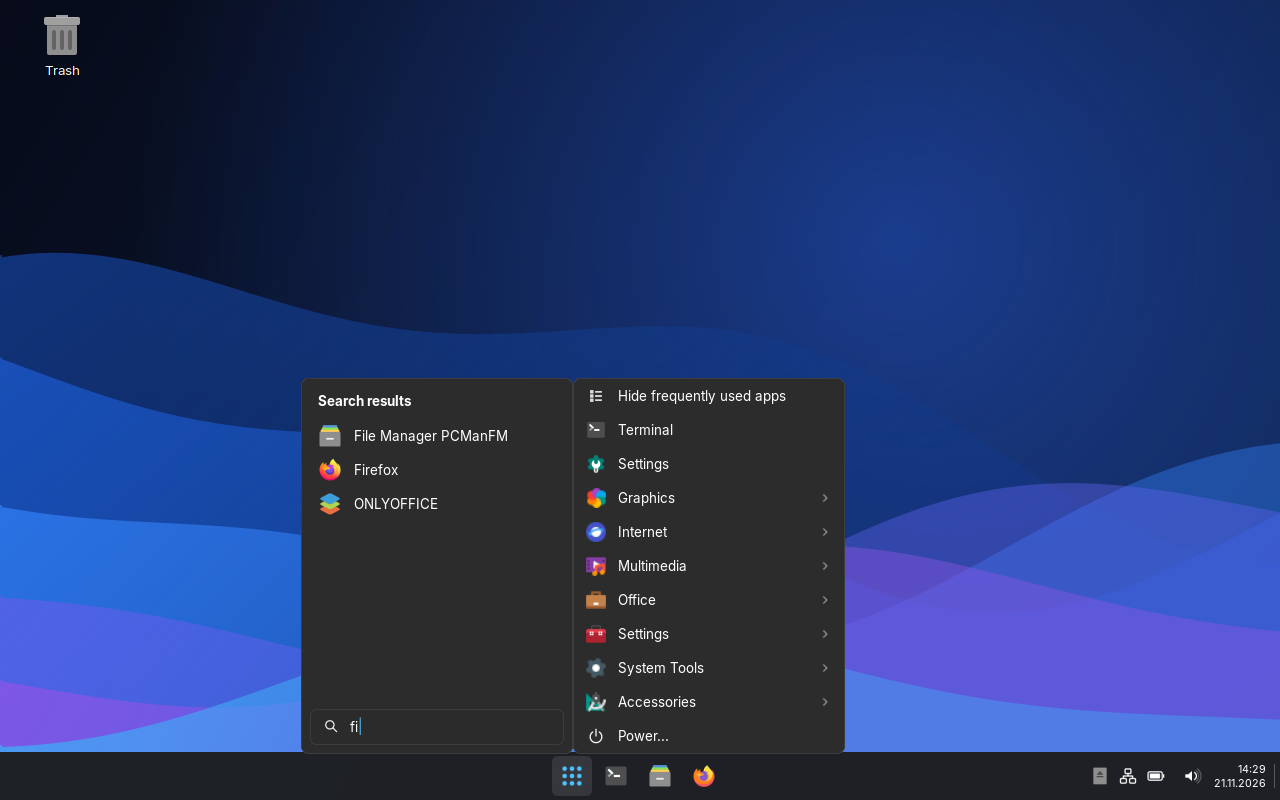 Trash
Search results
File Manager PCManFM
Firefox
ONLYOFFICE
fi
Hide frequently used apps
Terminal
Settings
Graphics
Internet
Multimedia
Office
Settings
System Tools
Accessories
Power...
14:29
21.11.2026